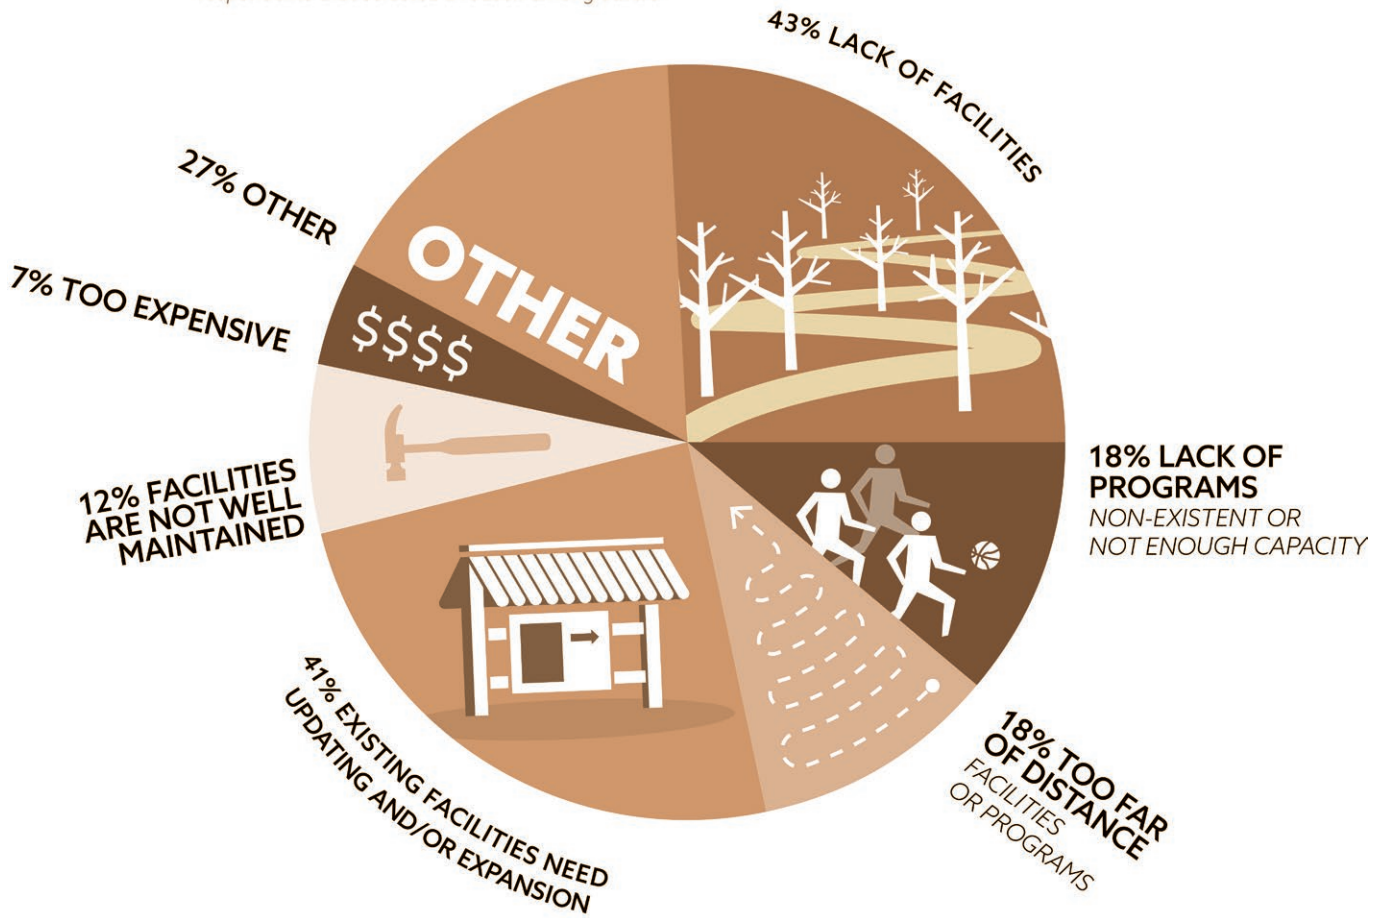 43% LACK OF FACILITIES
27% OTHER
OTHER
7% TOO EXPENSIVE
$$$$
12% FACILITIES
ARE NOT WELL
MAINTAINED
18% LACK OF
PROGRAMS
NON-EXISTENT OR
NOT ENOUGH CAPACITY
41% EXISTING FACILITIES NEED
UPDATING AND/OR EXPANSION
18% TOO FAR
OF DISTANCE
FACILITIES
OR PROGRAMS